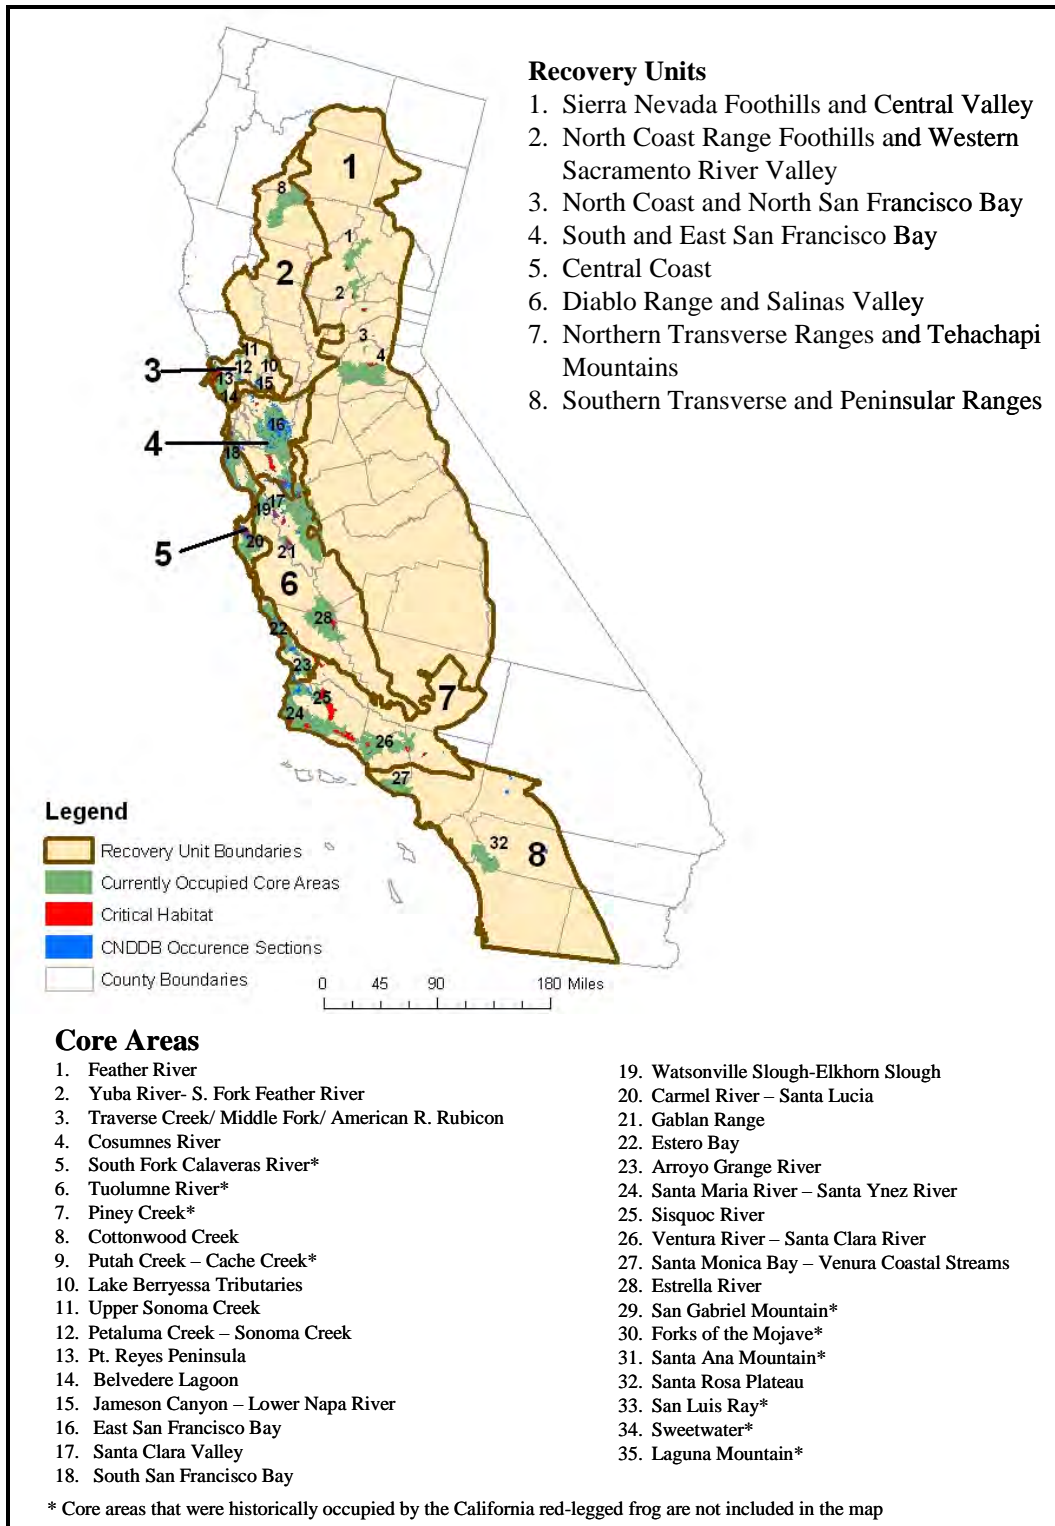 Recovery Units
1. Sierra Nevada Foothills and Central Valley
2. North Coast Range Foothills and Western
Sacramento River Valley
3. North Coast and North San Francisco Bay
4. South and East San Francisco Bay
5. Central Coast
6. Diablo Range and Salinas Valley
7. Northern Transverse Ranges and Tehachapi
Mountains
8. Southern Transverse and Peninsular Ranges
1
8
1
2
2
3
4
11
3
12
10
13
15
14
16
4
18
17
19
5
20
21
6
28
22
23
7
25
24
26
27
32
8
Legend
Recovery Unit Boundaries
Currently Occupied Core Areas
Critical Habitat
CNDDB Occurence Sections
County Boundaries
0 45 90 180 Miles
Core Areas
1. Feather River
2. Yuba River- S. Fork Feather River
3. Traverse Creek/ Middle Fork/ American R. Rubicon
4. Cosumnes River
5. South Fork Calaveras River*
6. Tuolumne River*
7. Piney Creek*
8. Cottonwood Creek
9. Putah Creek – Cache Creek*
10. Lake Berryessa Tributaries
11. Upper Sonoma Creek
12. Petaluma Creek – Sonoma Creek
13. Pt. Reyes Peninsula
14. Belvedere Lagoon
15. Jameson Canyon – Lower Napa River
16. East San Francisco Bay
17. Santa Clara Valley
18. South San Francisco Bay
19. Watsonville Slough-Elkhorn Slough
20. Carmel River – Santa Lucia
21. Gablan Range
22. Estero Bay
23. Arroyo Grange River
24. Santa Maria River – Santa Ynez River
25. Sisquoc River
26. Ventura River – Santa Clara River
27. Santa Monica Bay – Venura Coastal Streams
28. Estrella River
29. San Gabriel Mountain*
30. Forks of the Mojave*
31. Santa Ana Mountain*
32. Santa Rosa Plateau
33. San Luis Ray*
34. Sweetwater*
35. Laguna Mountain*
* Core areas that were historically occupied by the California red-legged frog are not included in the map